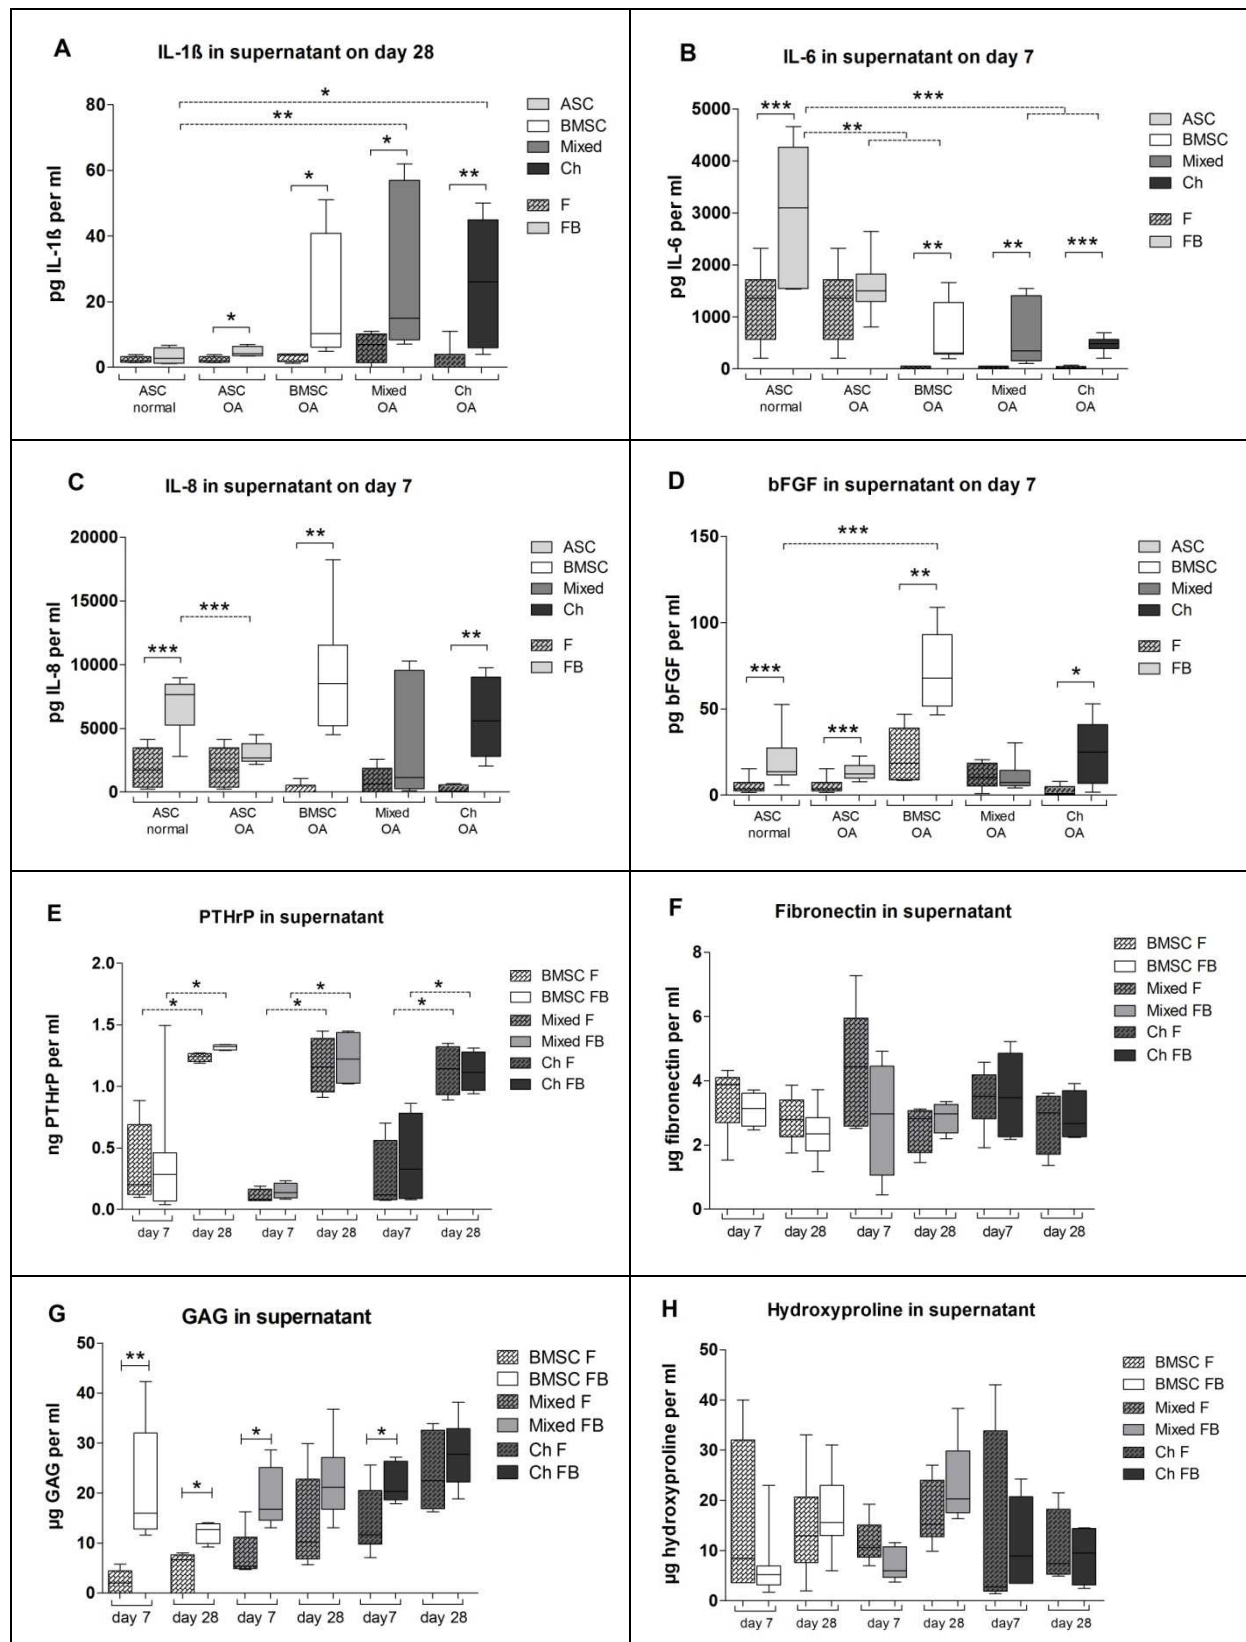 A
IL-1ß in supernatant on day 28
pg IL-1ß per ml
80
60
40
20
0
*
**
*
*
*
**
ASC normal
ASC OA
BMSC OA
Mixed OA
Ch OA
ASC
BMSC
Mixed
Ch
F
FB
B
IL-6 in supernatant on day 7
pg IL-6 per ml
5000
4000
3000
2000
1000
0
***
***
**
**
**
***
ASC normal
ASC OA
BMSC OA
Mixed OA
Ch OA
ASC
BMSC
Mixed
Ch
F
FB
C
IL-8 in supernatant on day 7
pg IL-8 per ml
20000
15000
10000
5000
0
***
***
**
**
ASC normal
ASC OA
BMSC OA
Mixed OA
Ch OA
ASC
BMSC
Mixed
Ch
F
FB
D
bFGF in supernatant on day 7
pg bFGF per ml
150
100
50
0
***
***
***
**
*
ASC normal
ASC OA
BMSC OA
Mixed OA
Ch OA
ASC
BMSC
Mixed
Ch
F
FB
E
PTHrP in supernatant
ng PTHrP per ml
2.0
1.5
1.0
0.5
0.0
*
*
*
*
*
*
day 7
day 28
day 7
day 28
day 7
day 28
BMSC F
BMSC FB
Mixed F
Mixed FB
Ch F
Ch FB
F
Fibronectin in supernatant
µg fibronectin per ml
8
6
4
2
0
day 7
day 28
day 7
day 28
day7
day 28
BMSC F
BMSC FB
Mixed F
Mixed FB
Ch F
Ch FB
G
GAG in supernatant
µg GAG per ml
50
40
30
20
10
0
**
*
*
*
day 7
day 28
day 7
day 28
day7
day 28
BMSC F
BMSC FB
Mixed F
Mixed FB
Ch F
Ch FB
H
Hydroxyproline in supernatant
µg hydroxyproline per ml
50
40
30
20
10
0
day 7
day 28
day 7
day 28
day7
day 28
BMSC F
BMSC FB
Mixed F
Mixed FB
Ch F
Ch FB